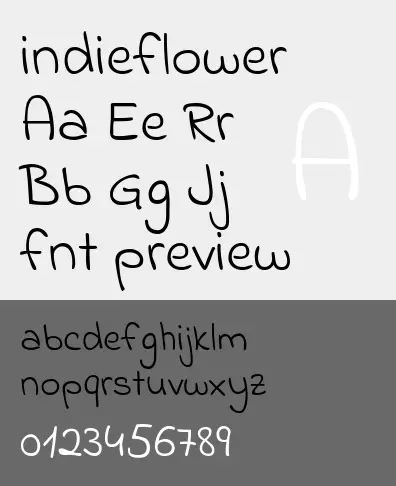 indieflower
Aa Ee Rr
A
Bb Gg Jj
fnt preview
abcdefghijklm
nopqrstuvwxyz
0123456789